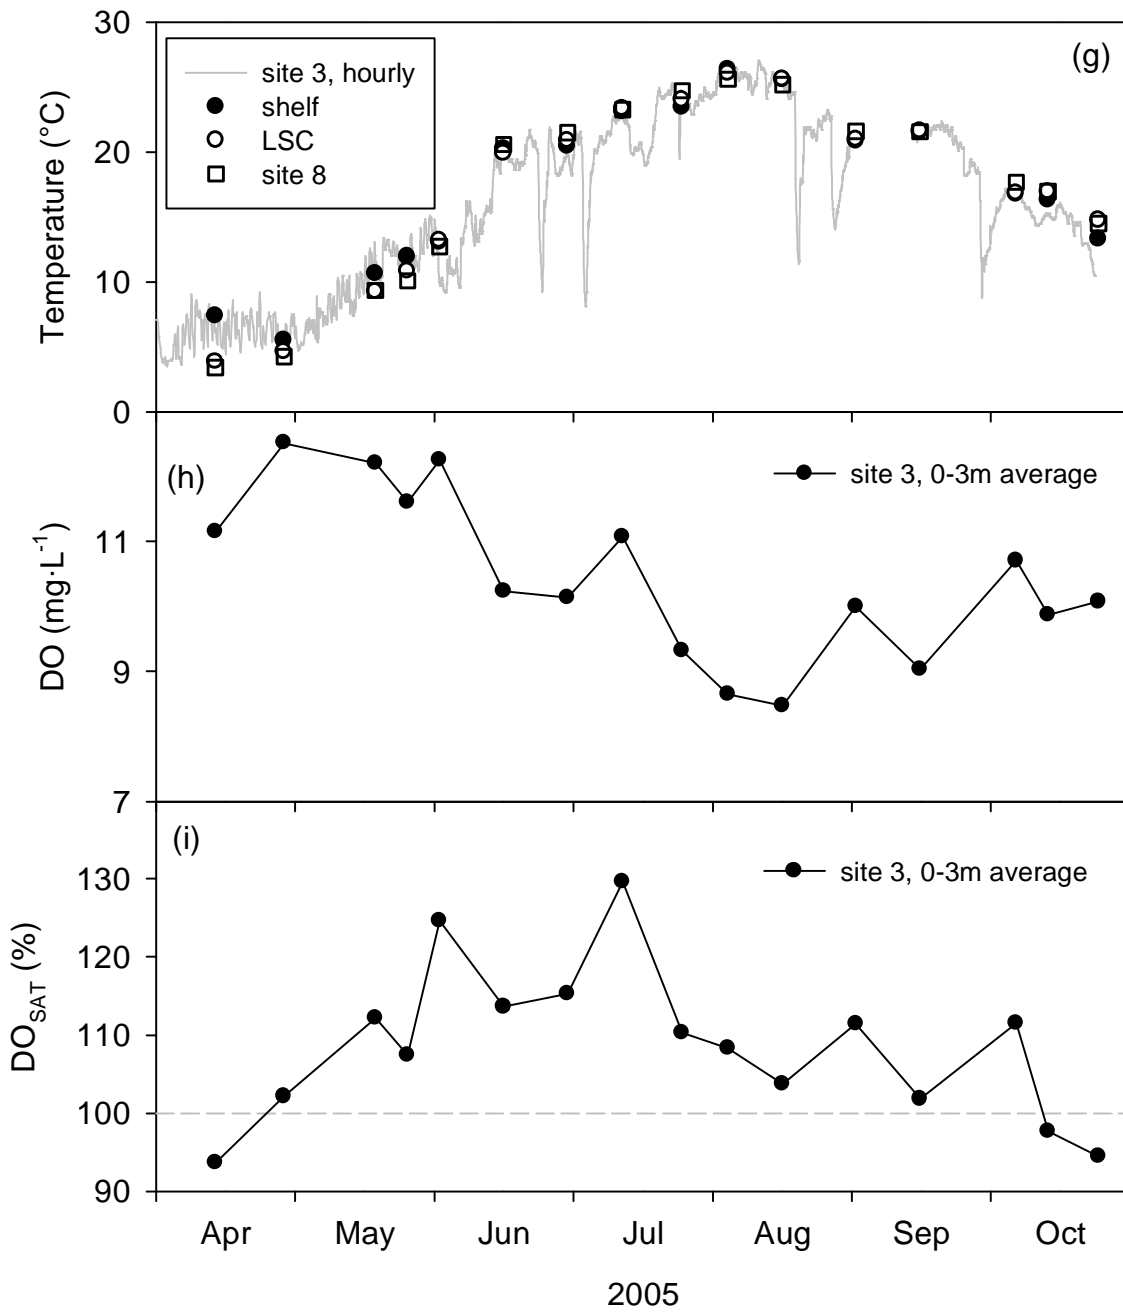 30
(g)
site 3, hourly
shelf
LSC
site 8
20
10
0
Temperature (°C)
(h)
site 3, 0-3m average
11
9
7
DO (mg·L-1)
(i)
site 3, 0-3m average
130
120
110
100
90
DOSAT (%)
Apr May Jun Jul Aug Sep Oct
2005